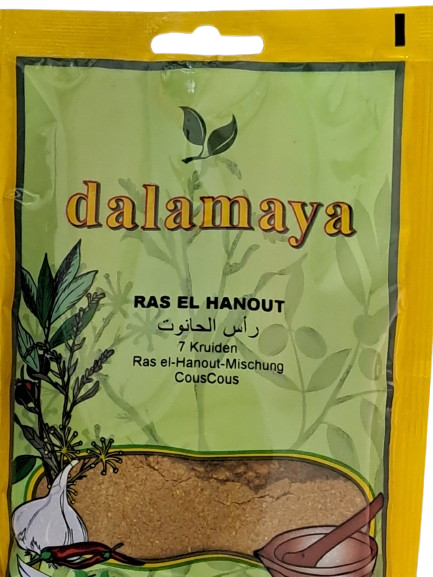 dalamaya
RAS EL HANOUT
رأس الحانوت
7 Kruiden
Ras el-Hanout-Mischung
CousCous